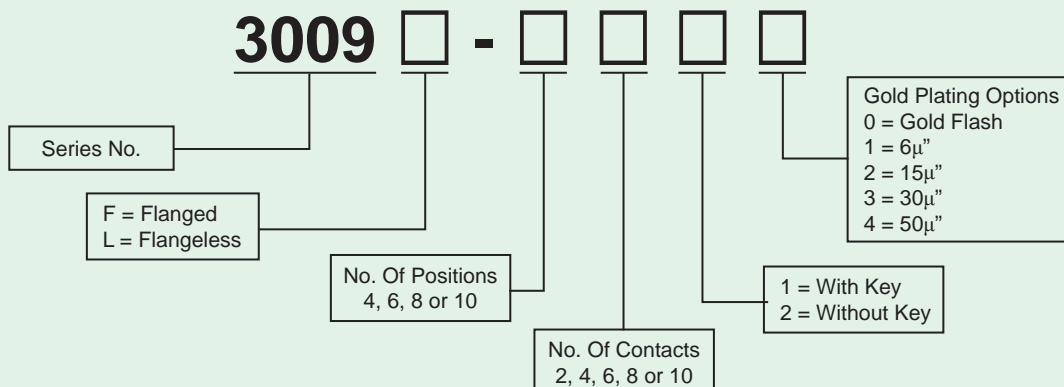 3009 □ - □ □ □ □
Series No.
F = Flanged
L = Flangeless
No. Of Positions
4, 6, 8 or 10
No. Of Contacts
2, 4, 6, 8 or 10
1 = With Key
2 = Without Key
Gold Plating Options
0 = Gold Flash
1 = 6μ”
2 = 15μ”
3 = 30μ”
4 = 50μ”